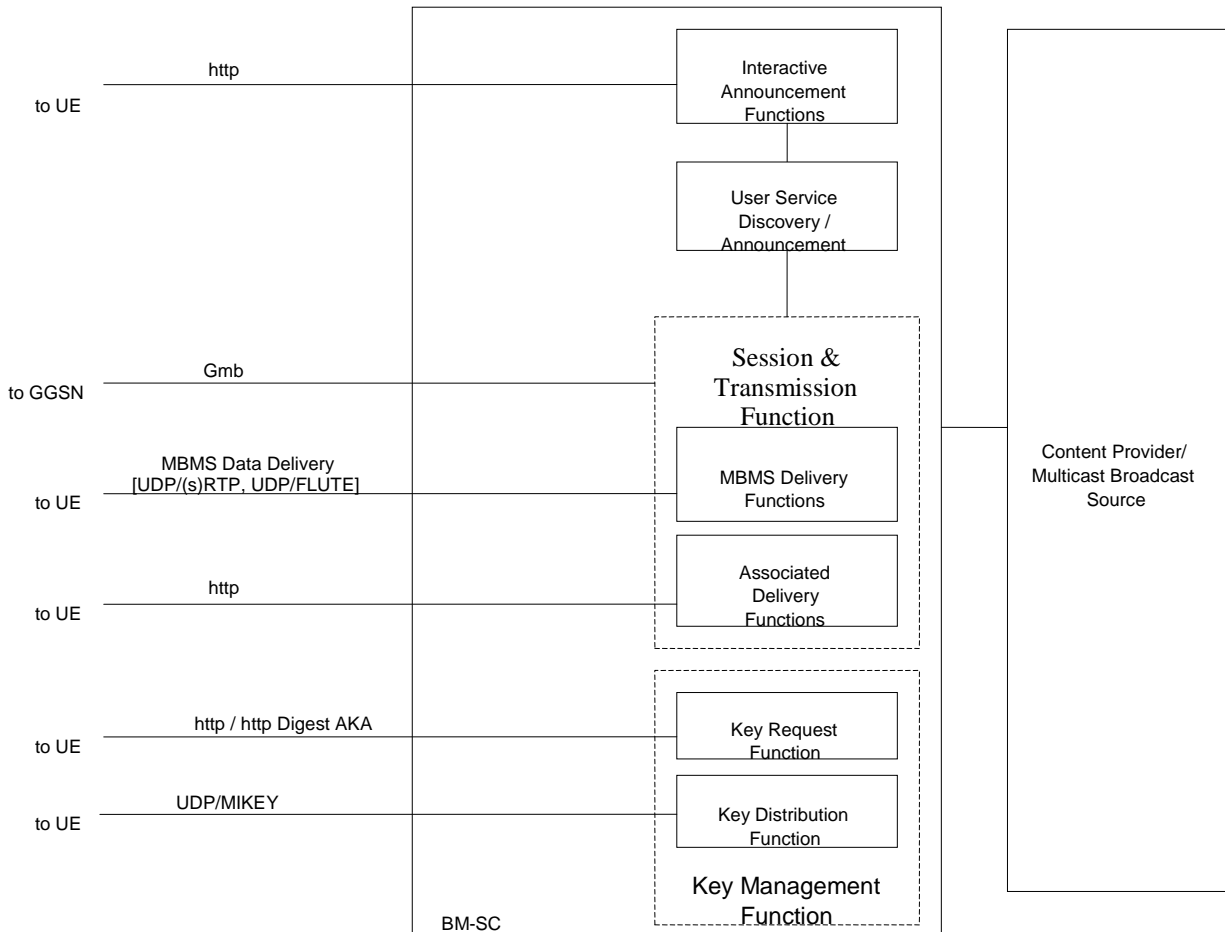 http
to UE
Interactive
Announcement
Functions
User Service
Discovery /
Announcement
Gmb
to GGSN
Session &
Transmission
Function
MBMS Data Delivery
[UDP/(s)RTP, UDP/FLUTE]
to UE
MBMS Delivery
Functions
Content Provider/
Multicast Broadcast
Source
http
to UE
Associated
Delivery
Functions
http / http Digest AKA
to UE
Key Request
Function
UDP/MIKEY
to UE
Key Distribution
Function
Key Management
Function
BM-SC